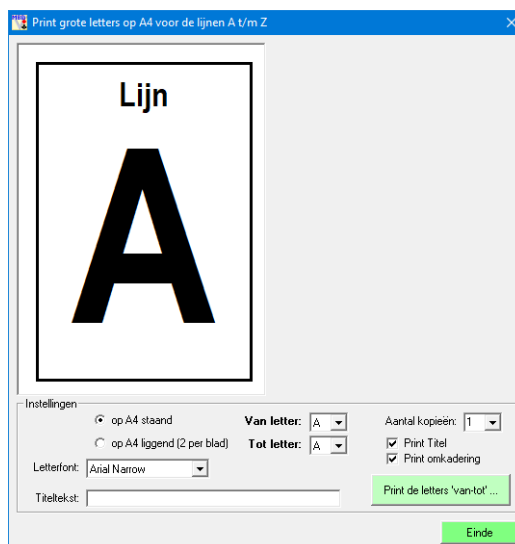 Print grote letters op A4 voor de lijnen A t/m Z
Lijn
A
Instellingen
op A4 staand
Van letter: A
Aantal kopieën: 1
op A4 liggend (2 per blad)
Tot letter: A
Print Titel
Print omkadering
Letterfont: Arial Narrow
Titeltekst:
Print de letters 'van-tot' ...
Einde